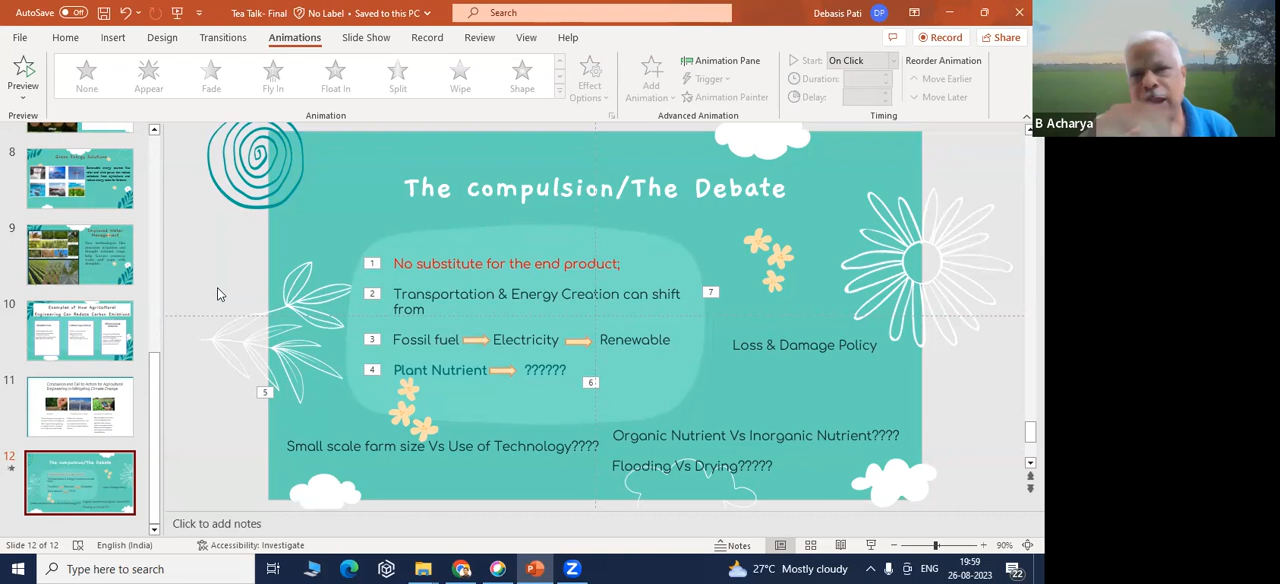 AutoSave Off Tea Talk- Final No Label • Saved to this PC Search Debasis Pati DP
File Home Insert Design Transitions Animations Slide Show Record Review View Help Record Share
Preview
None Appear Fade Fly In Float In Split Wipe Shape
Effect Options
Add Animation
Animation Pane
Trigger
Animation Painter
Start: On Click
Duration:
Delay:
Reorder Animation
Move Earlier
Move Later
Preview Animation Advanced Animation Timing
B Acharya
8
9
10
11
12
The compulsion/The Debate
1 No substitute for the end product;
2 Transportation & Energy Creation can shift
from
7
3 Fossil fuel Electricity Renewable
Loss & Damage Policy
4 Plant Nutrient ??????
5
6
Small scale farm size Vs Use of Technology????
Organic Nutrient Vs Inorganic Nutrient????
Flooding Vs Drying?????
Click to add notes
Slide 12 of 12 English (India) Accessibility: Investigate Notes 90%
Type here to search 27°C Mostly cloudy ENG 19:59
26-08-2023 22